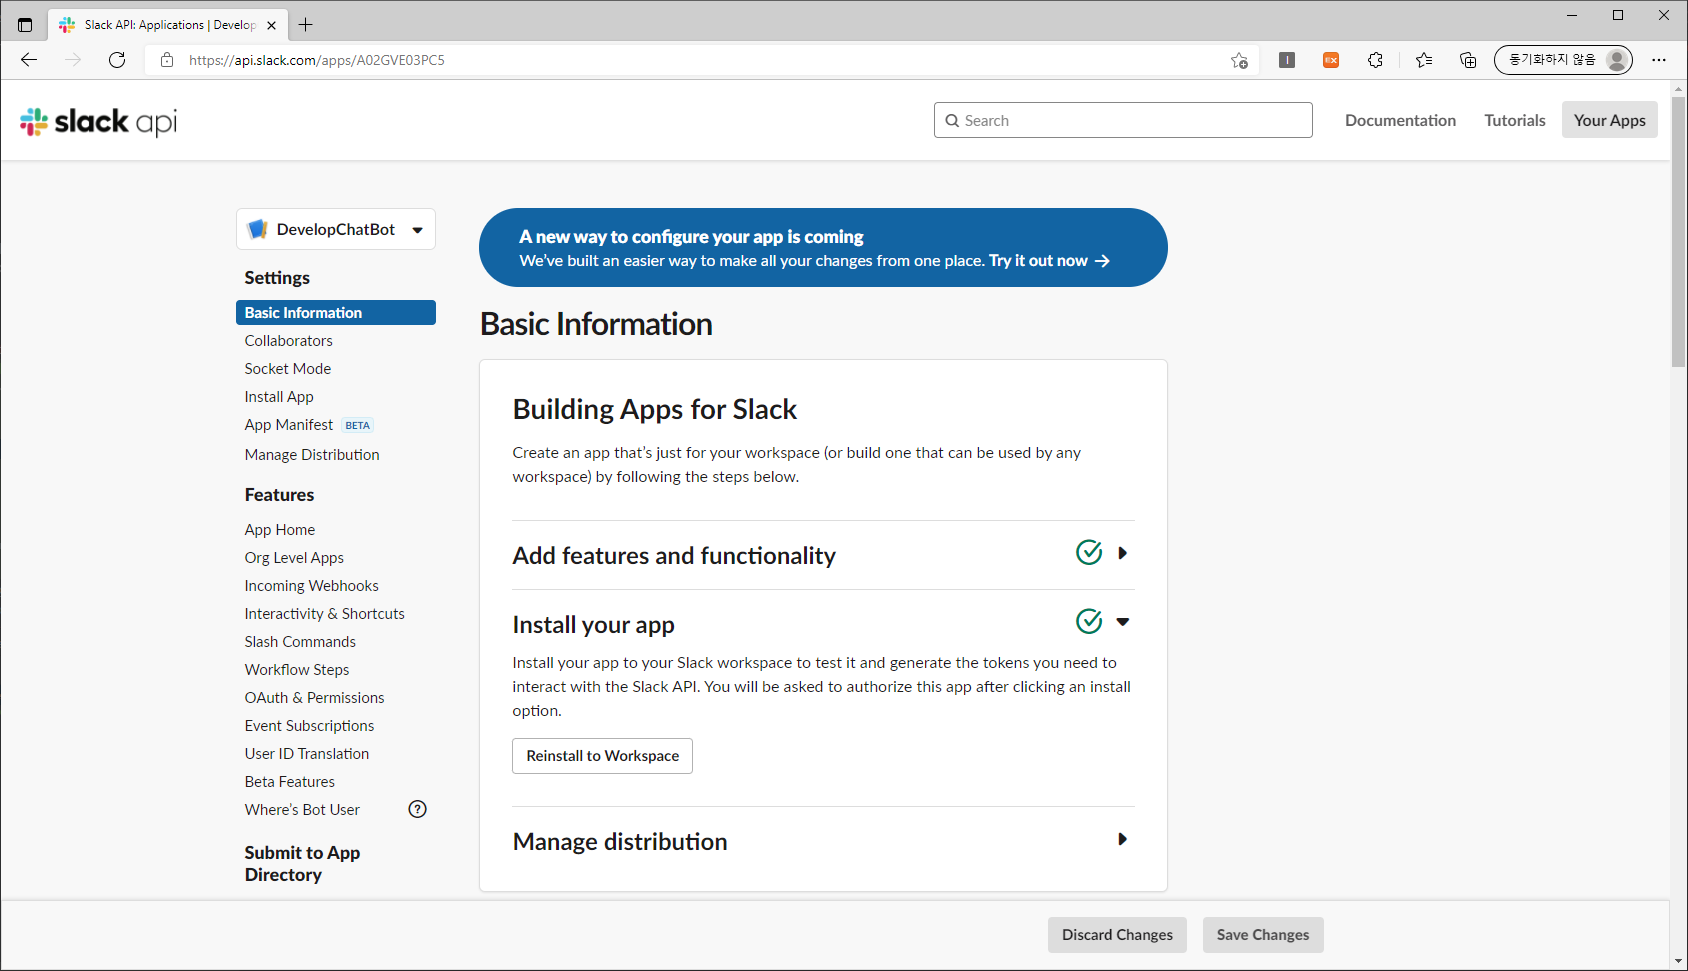 Slack API: Applications | Develop
https://api.slack.com/apps/A02GVE03PC5
동기화하지 않음
slack api
Search
Documentation
Tutorials
Your Apps
DevelopChatBot
Settings
Basic Information
Collaborators
Socket Mode
Install App
App Manifest BETA
Manage Distribution
Features
App Home
Org Level Apps
Incoming Webhooks
Interactivity & Shortcuts
Slash Commands
Workflow Steps
OAuth & Permissions
Event Subscriptions
User ID Translation
Beta Features
Where's Bot User ?
Submit to App
Directory
A new way to configure your app is coming
We've built an easier way to make all your changes from one place. Try it out now →
Basic Information
Building Apps for Slack
Create an app that's just for your workspace (or build one that can be used by any
workspace) by following the steps below.
Add features and functionality
Install your app
Install your app to your Slack workspace to test it and generate the tokens you need to
interact with the Slack API. You will be asked to authorize this app after clicking an install
option.
Reinstall to Workspace
Manage distribution
Discard Changes
Save Changes